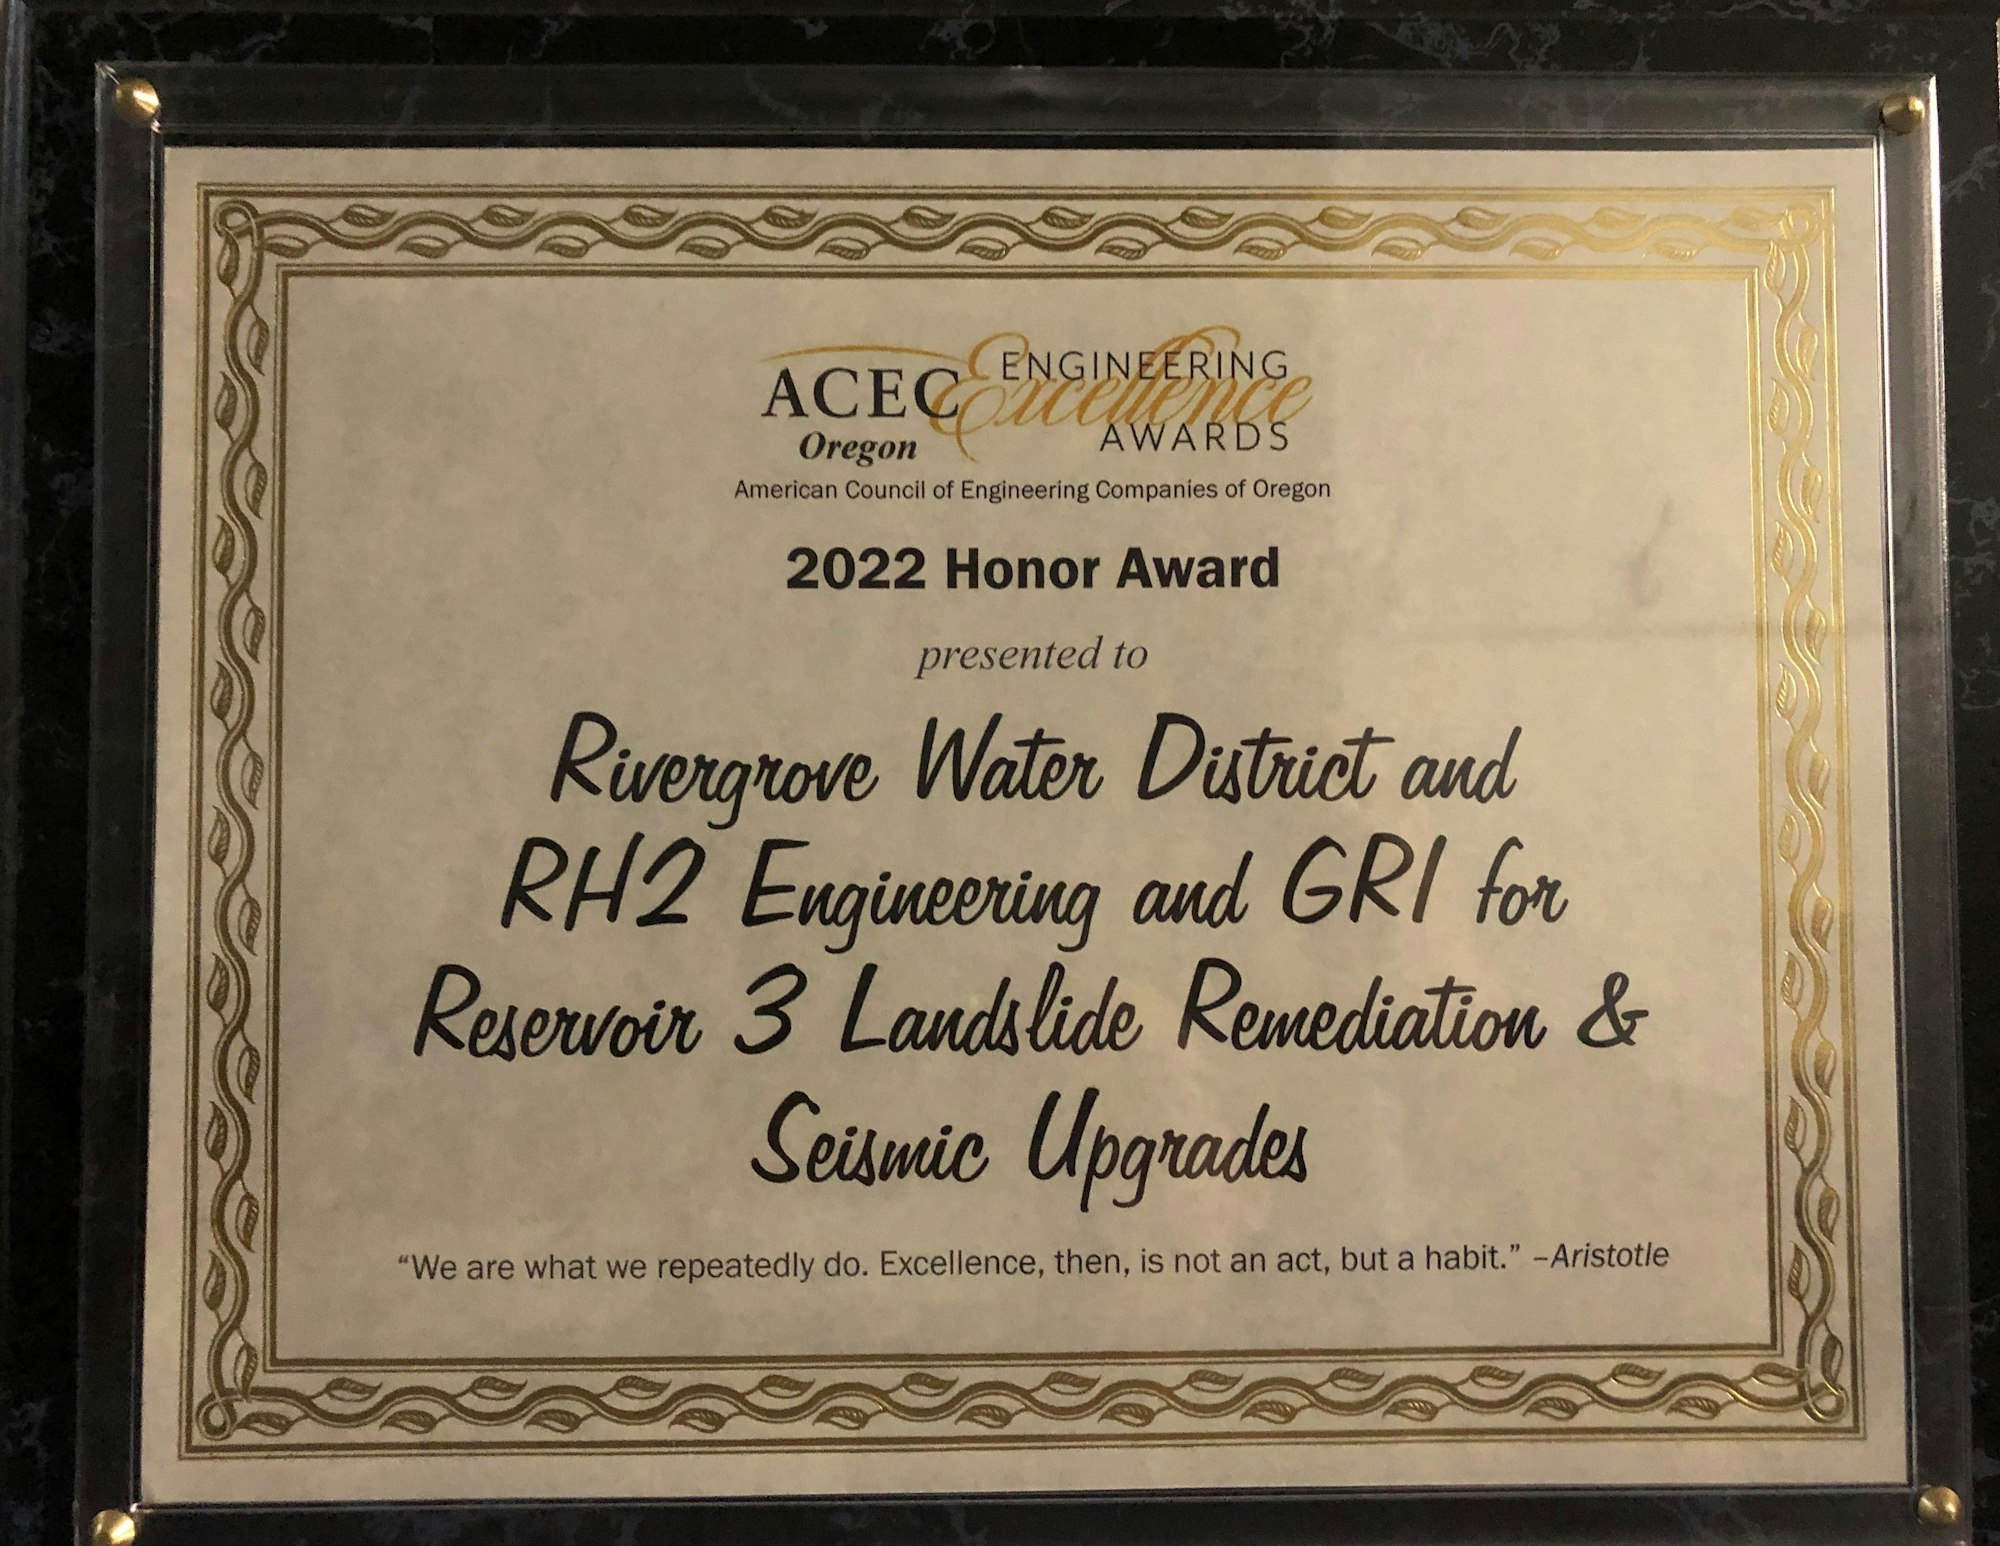 ACEC
Oregon
ENGINEERING
Excellence
AWARDS
American Council of Engineering Companies of Oregon
2022 Honor Award
presented to
Rivergrove Water District and
RH2 Engineering and GRI for
Reservoir 3 Landslide Remediation &
Seismic Upgrades
“We are what we repeatedly do. Excellence, then, is not an act, but a habit.” –Aristotle